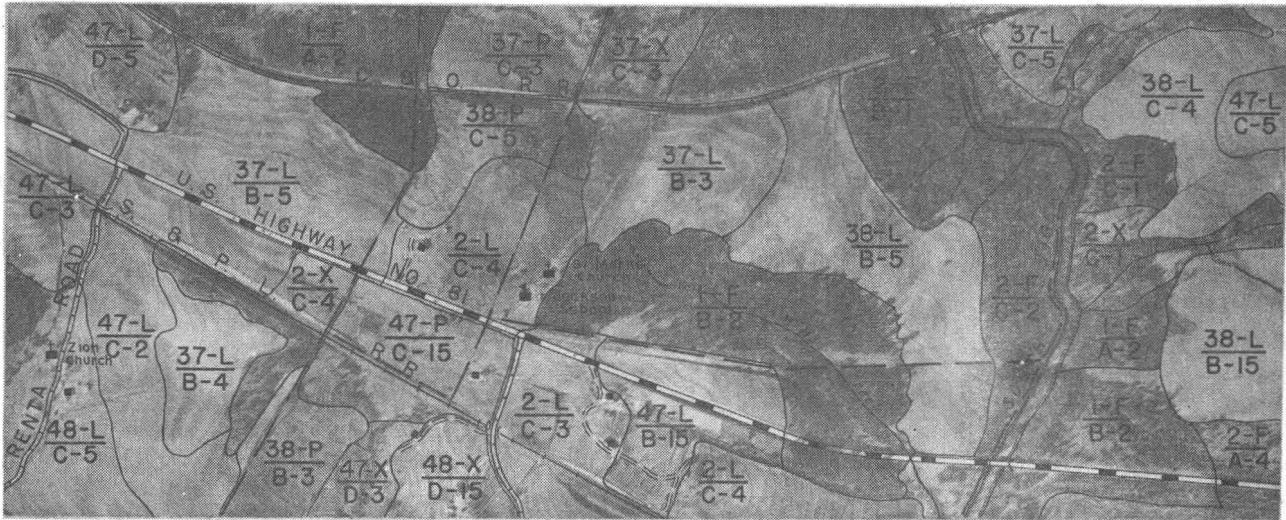 47-L
D-5
1-F
A-2
37-P
C-3
37-X
C-3
37-L
C-5
38-L
C-4
47-L
C-5
C & O R R
38-P
C-5
37-L
B-3
47-L
C-3
37-L
B-5
U S HIGHWAY NO. 81
S. & P. L. RR
2-L
C-4
2-X
C-4
38-L
B-5
2-F
C-2
2-X
C-1
1-F
B-2
47-L
C-2
37-L
B-4
47-P
C-15
1-F
A-2
38-L
B-15
Zion
Church
RENTA ROAD
48-L
C-5
38-P
B-3
47-X
D-3
48-X
D-15
2-L
C-3
47-L
B-15
2-L
C-4
1-F
B-2
2-F
A-4